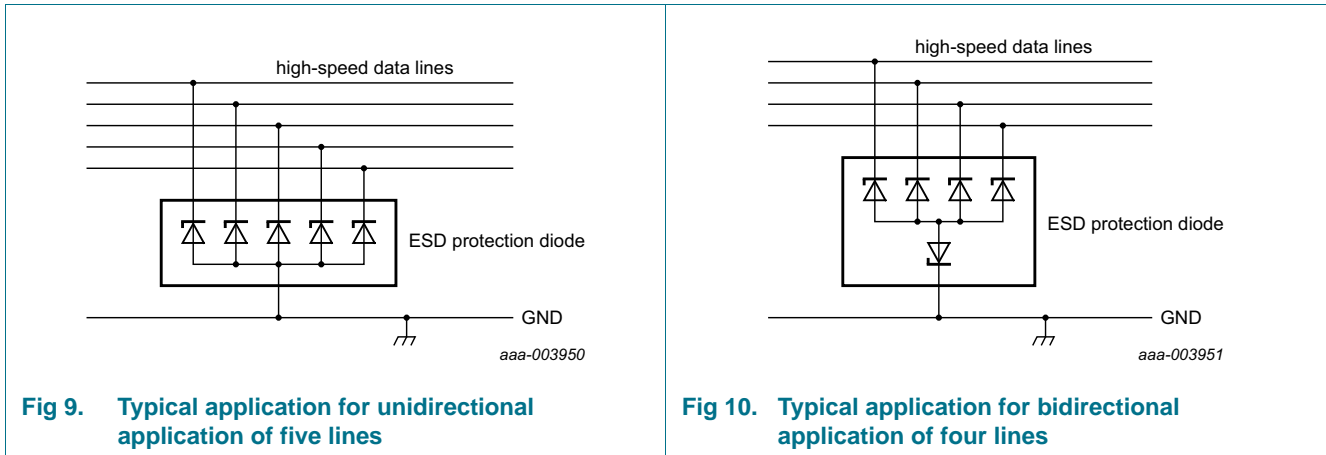 high-speed data lines
ESD protection diode
GND
aaa-003950
Fig 9. Typical application for unidirectional
application of five lines
high-speed data lines
ESD protection diode
GND
aaa-003951
Fig 10. Typical application for bidirectional
application of four lines